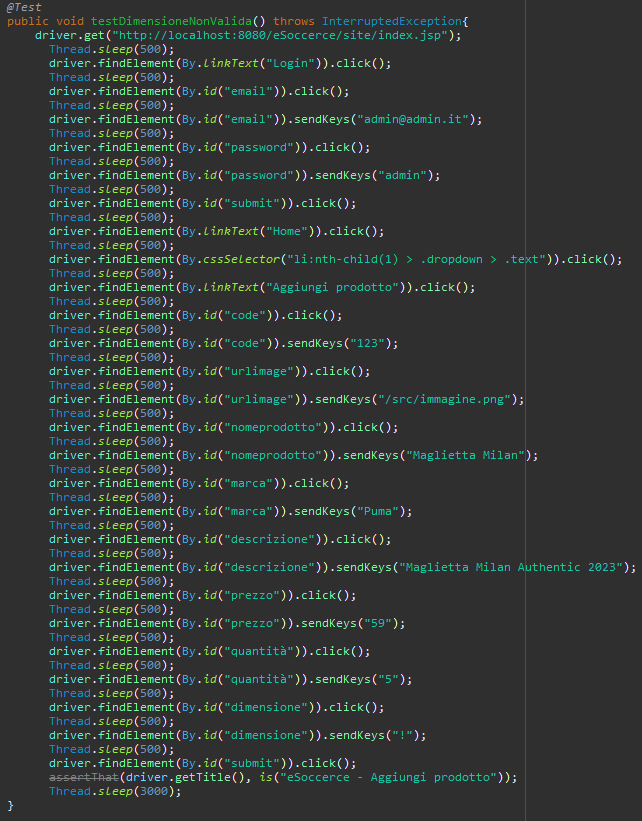 @Test
public void testDimensioneNonValida() throws InterruptedException{
driver.get("http://localhost:8080/eSoccerce/site/index.jsp");
Thread.sleep(500);
driver.findElement(By.linkText("Login")).click();
Thread.sleep(500);
driver.findElement(By.id("email")).click();
Thread.sleep(500);
driver.findElement(By.id("email")).sendKeys("admin@admin.it");
Thread.sleep(500);
driver.findElement(By.id("password")).click();
Thread.sleep(500);
driver.findElement(By.id("password")).sendKeys("admin");
Thread.sleep(500);
driver.findElement(By.id("submit")).click();
Thread.sleep(500);
driver.findElement(By.linkText("Home")).click();
Thread.sleep(500);
driver.findElement(By.cssSelector("li:nth-child(1) > .dropdown > .text")).click();
Thread.sleep(500);
driver.findElement(By.linkText("Aggiungi prodotto")).click();
Thread.sleep(500);
driver.findElement(By.id("code")).click();
Thread.sleep(500);
driver.findElement(By.id("code")).sendKeys("123");
Thread.sleep(500);
driver.findElement(By.id("urlimage")).click();
Thread.sleep(500);
driver.findElement(By.id("urlimage")).sendKeys("/src/immagine.png");
Thread.sleep(500);
driver.findElement(By.id("nomeprodotto")).click();
Thread.sleep(500);
driver.findElement(By.id("nomeprodotto")).sendKeys("Maglietta Milan");
Thread.sleep(500);
driver.findElement(By.id("marca")).click();
Thread.sleep(500);
driver.findElement(By.id("marca")).sendKeys("Puma");
Thread.sleep(500);
driver.findElement(By.id("descrizione")).click();
Thread.sleep(500);
driver.findElement(By.id("descrizione")).sendKeys("Maglietta Milan Authentic 2023");
Thread.sleep(500);
driver.findElement(By.id("prezzo")).click();
Thread.sleep(500);
driver.findElement(By.id("prezzo")).sendKeys("59");
Thread.sleep(500);
driver.findElement(By.id("quantità")).click();
Thread.sleep(500);
driver.findElement(By.id("quantità")).sendKeys("5");
Thread.sleep(500);
driver.findElement(By.id("dimensione")).click();
Thread.sleep(500);
driver.findElement(By.id("dimensione")).sendKeys("!");
Thread.sleep(500);
driver.findElement(By.id("submit")).click();
assertThat(driver.getTitle(), is("eSoccerce - Aggiungi prodotto"));
Thread.sleep(3000);
}